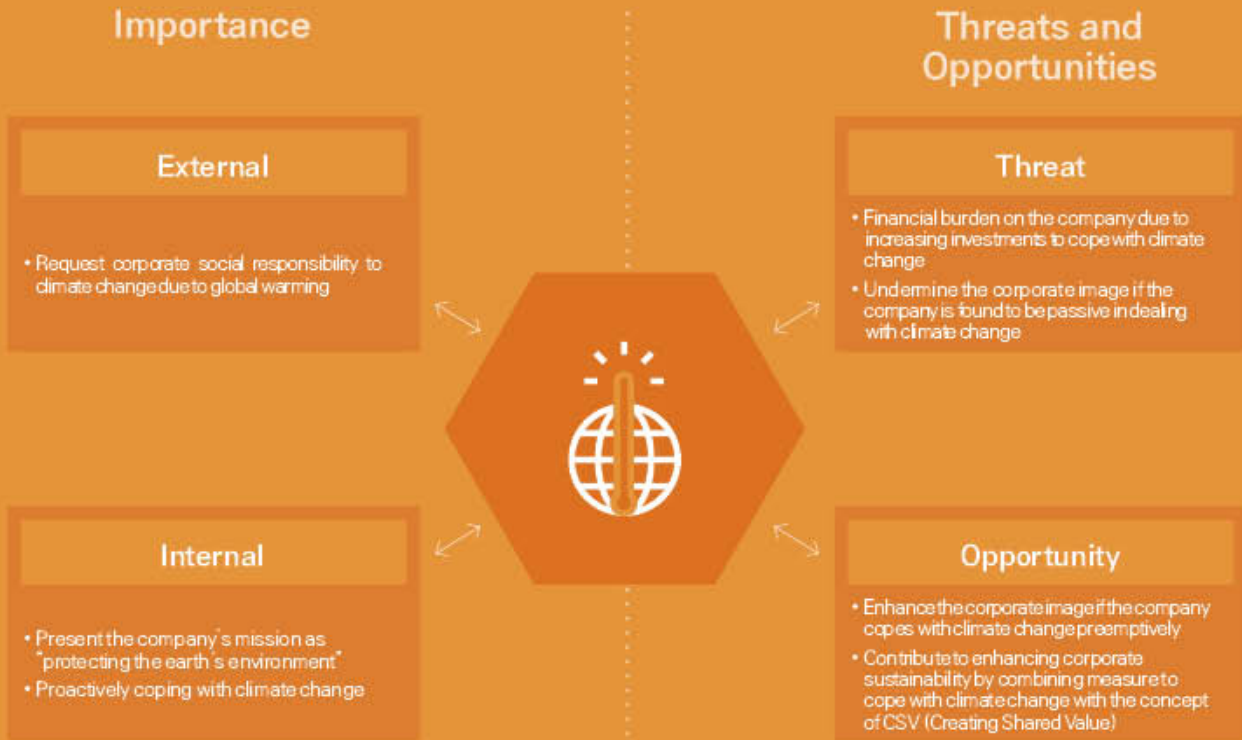 Importance
External
• Request corporate social responsibility to
climate change due to global warming
Internal
• Present the company's mission as
"protecting the earth's environment"
• Proactively coping with climate change
Threats and
Opportunities
Threat
• Financial burden on the company due to
increasing investments to cope with climate
change
• Undermine the corporate image if the
company is found to be passive in dealing
with climate change
Opportunity
• Enhance the corporate image if the company
copes with climate change preemptively
• Contribute to enhancing corporate
sustainability by combining measure to
cope with climate change with the concept
of CSV (Creating Shared Value)